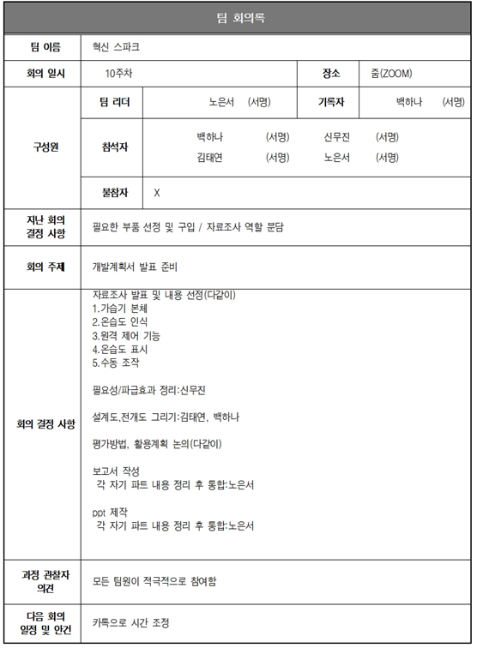 팀 회의록
팀 이름 혁신 스파크
회의 일시 10주차 장소 줌(ZOOM)
구성원
팀 리더 노은서 (서명) 기록자 백하나 (서명)
참석자
백하나 (서명) 신무진 (서명)
김태연 (서명) 노은서 (서명)
불참자 X
지난 회의
결정 사항
필요한 부품 선정 및 구입 / 자료조사 역할 분담
회의 주제 개발계획서 발표 준비
회의 결정 사항
자료조사 발표 및 내용 선정(다같이)
1.가습기 본체
2.온습도 인식
3.원격 제어 기능
4.온습도 표시
5.수동 조작
필요성/파급효과 정리:신무진
설계도,전개도 그리기:김태연, 백하나
평가방법, 활용계획 논의(다같이)
보고서 작성
각 자기 파트 내용 정리 후 통합:노은서
ppt 제작
각 자기 파트 내용 정리 후 통합:노은서
과정 관찰자
의견
모든 팀원이 적극적으로 참여함
다음 회의
일정 및 안건
카톡으로 시간 조정